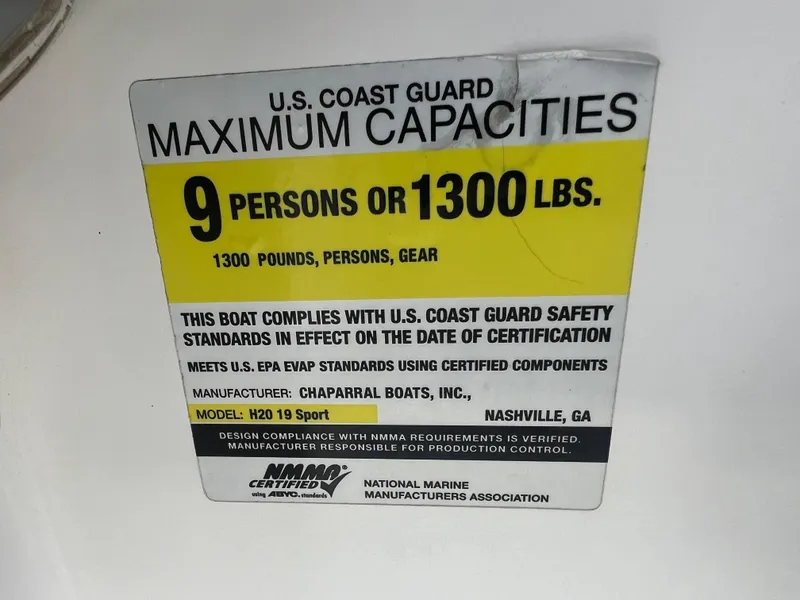 U.S. COAST GUARD
MAXIMUM CAPACITIES
9 PERSONS OR 1300 LBS.
1300 POUNDS, PERSONS, GEAR
THIS BOAT COMPLIES WITH U.S. COAST GUARD SAFETY
STANDARDS IN EFFECT ON THE DATE OF CERTIFICATION
MEETS U.S. EPA EVAP STANDARDS USING CERTIFIED COMPONENTS
MANUFACTURER: CHAPARRAL BOATS, INC.,
MODEL: H20 19 Sport NASHVILLE, GA
DESIGN COMPLIANCE WITH NMMA REQUIREMENTS IS VERIFIED.
MANUFACTURER RESPONSIBLE FOR PRODUCTION CONTROL.
NMMA®
CERTIFIED
using ABYC. standards
NATIONAL MARINE
MANUFACTURERS ASSOCIATION